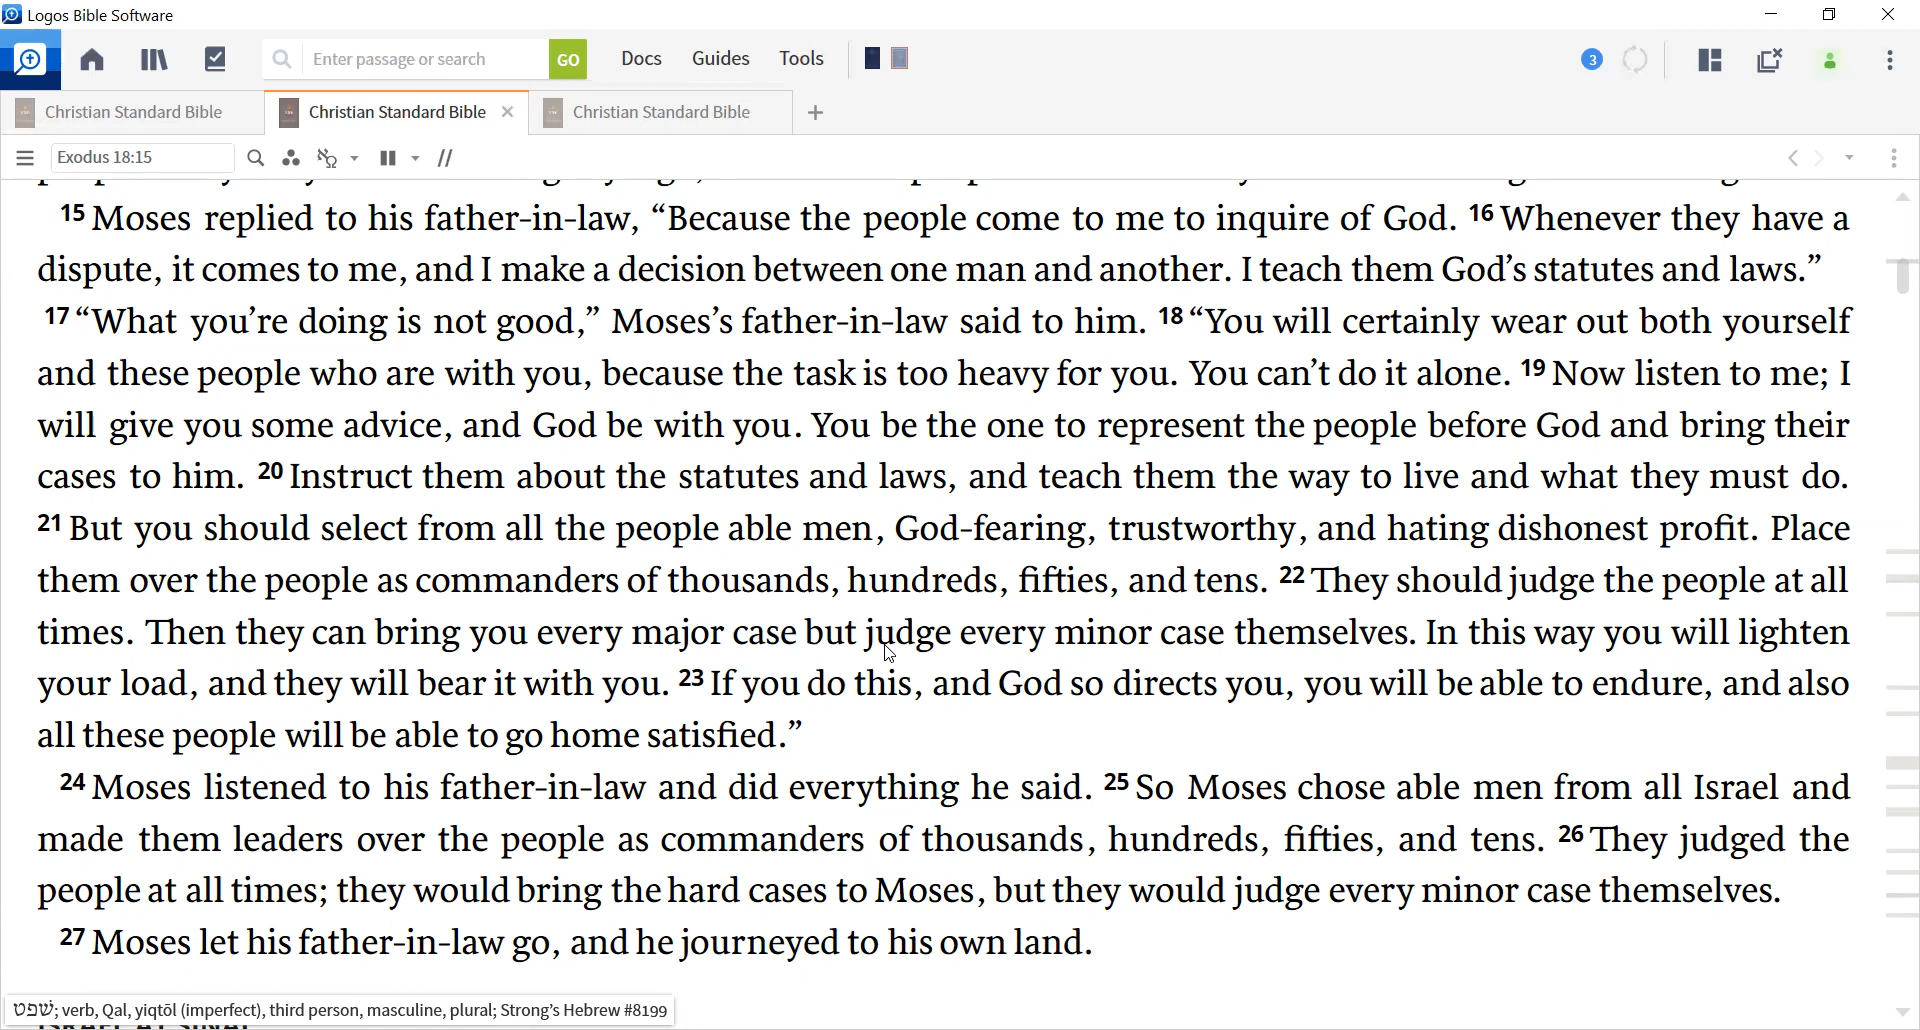 Logos Bible Software
Enter passage or search
GO
Docs
Guides
Tools
3
Christian Standard Bible
Christian Standard Bible
Christian Standard Bible
Exodus 18:15
15 Moses replied to his father-in-law, “Because the people come to me to inquire of God. 16 Whenever they have a
dispute, it comes to me, and I make a decision between one man and another. I teach them God’s statutes and laws.”
17 “What you’re doing is not good,” Moses’s father-in-law said to him. 18 “You will certainly wear out both yourself
and these people who are with you, because the task is too heavy for you. You can’t do it alone. 19 Now listen to me; I
will give you some advice, and God be with you. You be the one to represent the people before God and bring their
cases to him. 20 Instruct them about the statutes and laws, and teach them the way to live and what they must do.
21 But you should select from all the people able men, God-fearing, trustworthy, and hating dishonest profit. Place
them over the people as commanders of thousands, hundreds, fifties, and tens. 22 They should judge the people at all
times. Then they can bring you every major case but judge every minor case themselves. In this way you will lighten
your load, and they will bear it with you. 23 If you do this, and God so directs you, you will be able to endure, and also
all these people will be able to go home satisfied.”
24 Moses listened to his father-in-law and did everything he said. 25 So Moses chose able men from all Israel and
made them leaders over the people as commanders of thousands, hundreds, fifties, and tens. 26 They judged the
people at all times; they would bring the hard cases to Moses, but they would judge every minor case themselves.
27 Moses let his father-in-law go, and he journeyed to his own land.
שׁפט; verb, Qal, yiqtōl (imperfect), third person, masculine, plural; Strong’s Hebrew #8199